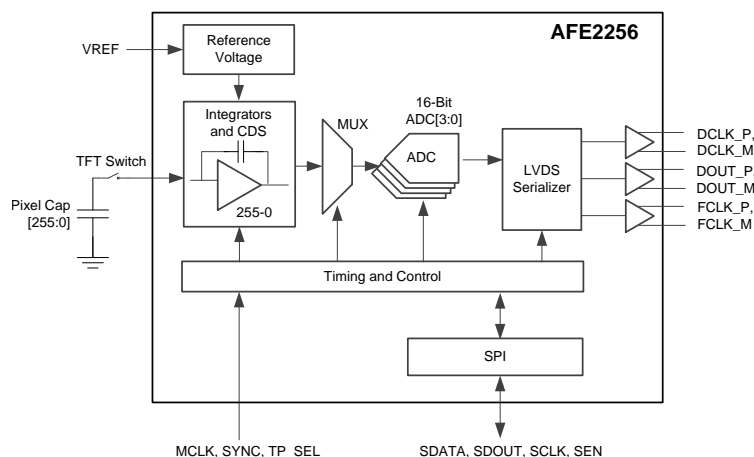 AFE2256
VREF
Reference
Voltage
Integrators
and CDS
255-0
MUX
16-Bit
ADC[3:0]
ADC
LVDS
Serializer
DCLK_P,
DCLK_M
DOUT_P,
DOUT_M
FCLK_P,
FCLK_M
TFT Switch
Pixel Cap
[255:0]
Timing and Control
SPI
MCLK, SYNC, TP_SEL
SDATA, SDOUT, SCLK, SEN